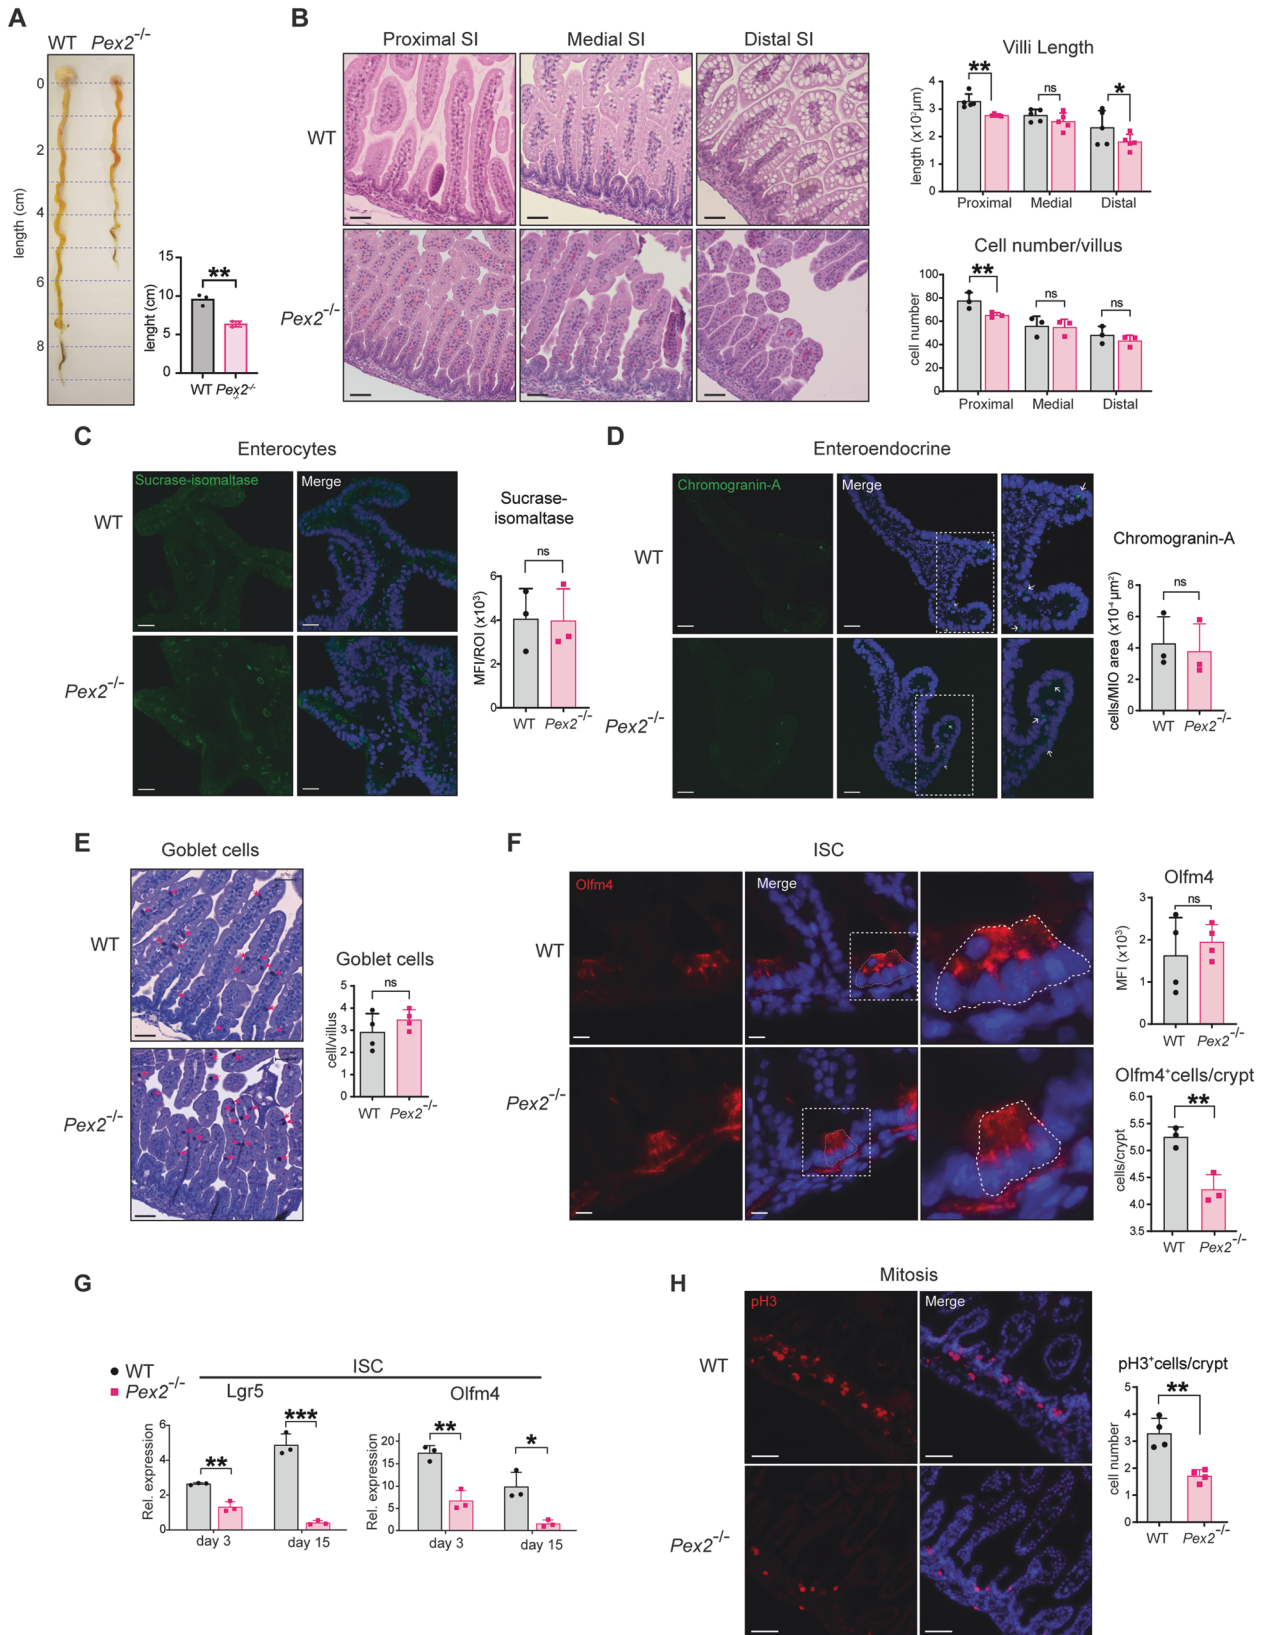 A
WT Pex2-/-
length (cm)
0
2
4
6
8
lenght (cm)
15
10
5
0
**
WT Pex2-/-
-/-
B
Proximal SI
Medial SI
Distal SI
WT
Pex2-/-
Villi Length
length (x10²µm)
4
3
2
1
0
**
ns
*
Proximal Medial Distal
Cell number/villus
cell number
100
80
60
40
20
0
**
ns
ns
Proximal Medial Distal
C
Enterocytes
Sucrase-isomaltase
Merge
WT
Pex2-/-
Sucrase-
isomaltase
MFI/ROI (x10³)
6
4
2
0
ns
WT Pex2-/-
D
Enteroendocrine
Chromogranin-A
Merge
WT
Pex2-/-
Chromogranin-A
cells/MIO area (x10⁻⁴µm²)
8
6
4
2
0
ns
WT Pex2-/-
E
Goblet cells
WT
Pex2-/-
Goblet cells
cell/villus
5
4
3
2
1
0
ns
WT Pex2-/-
F
ISC
Olfm4
Merge
WT
Pex2-/-
Olfm4
MFI (x10³)
3
2
1
0
ns
WT Pex2-/-
Olfm4⁺cells/crypt
cells/crypt
6.0
5.5
5.0
4.5
4.0
3.5
**
WT Pex2-/-
G
WT
Pex2-/-
ISC
Lgr5
Rel. expression
6
4
2
0
**
***
day 3 day 15
Olfm4
Rel. expression
20
15
10
5
0
**
*
day 3 day 15
H
Mitosis
pH3
Merge
WT
Pex2-/-
pH3⁺cells/crypt
cell number
5
4
3
2
1
0
**
WT Pex2-/-